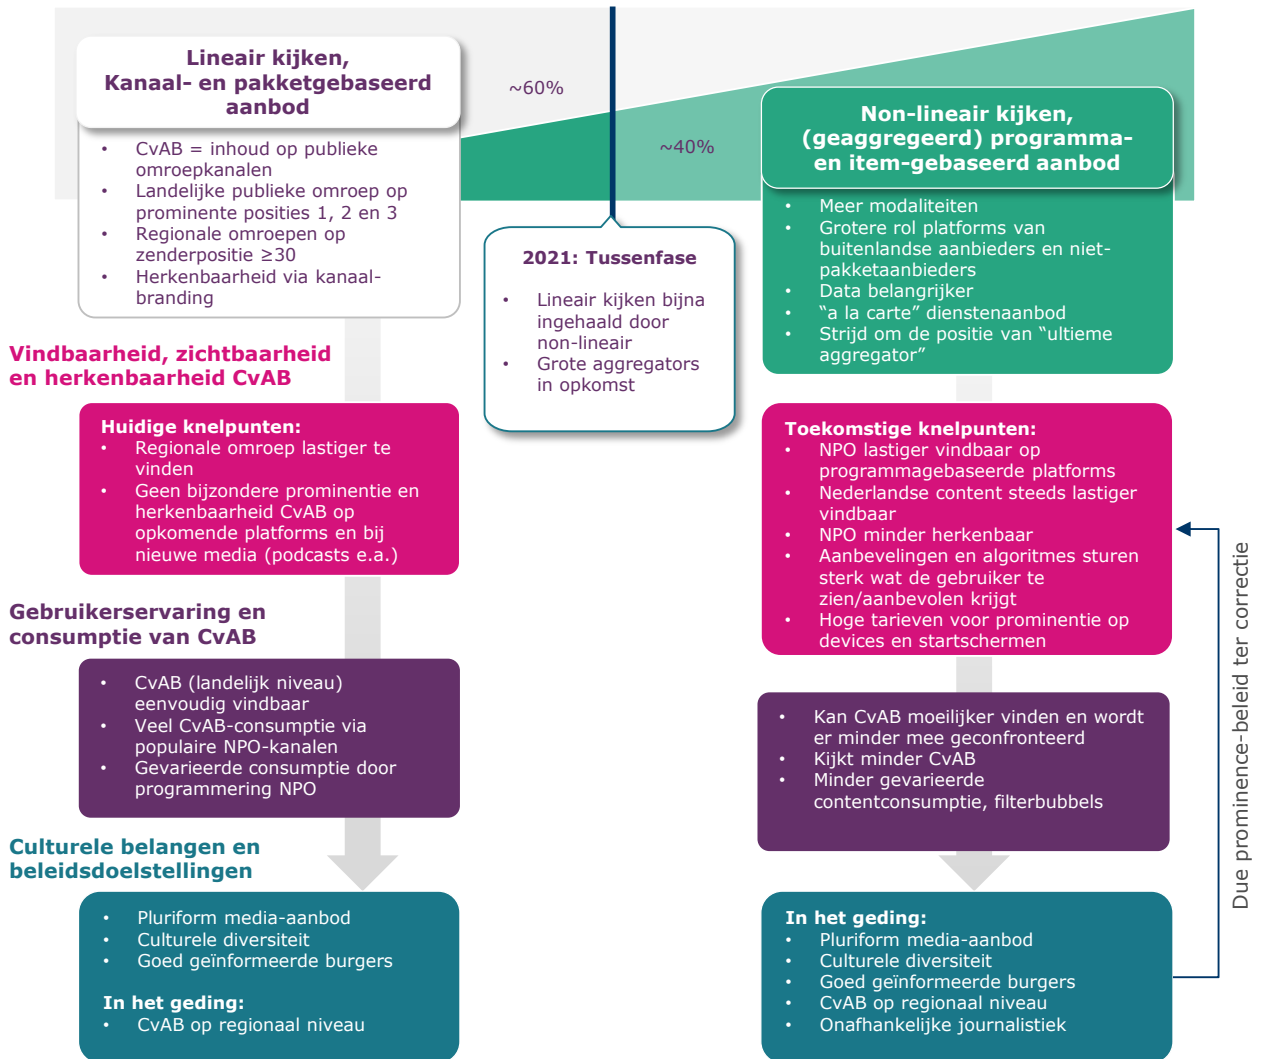 Lineair kijken,
Kanaal- en pakketgebaseerd
aanbod
• CvAB = inhoud op publieke
omroepkanalen
• Landelijke publieke omroep op
prominente posities 1, 2 en 3
• Regionale omroepen op
zenderpositie ≥30
• Herkenbaarheid via kanaal-
branding
~60%
~40%
2021: Tussenfase
• Lineair kijken bijna
ingehaald door
non-lineair
• Grote aggregators
in opkomst
Non-lineair kijken,
(geaggregeerd) programma-
en item-gebaseerd aanbod
• Meer modaliteiten
• Grotere rol platforms van
buitenlandse aanbieders en niet-
pakketaanbieders
• Data belangrijker
• “a la carte” dienstenaanbod
• Strijd om de positie van “ultieme
aggregator”
Vindbaarheid, zichtbaarheid
en herkenbaarheid CvAB
Huidige knelpunten:
• Regionale omroep lastiger te
vinden
• Geen bijzondere prominentie en
herkenbaarheid CvAB op
opkomende platforms en bij
nieuwe media (podcasts e.a.)
Toekomstige knelpunten:
• NPO lastiger vindbaar op
programmagebaseerde platforms
• Nederlandse content steeds lastiger
vindbaar
• NPO minder herkenbaar
• Aanbevelingen en algoritmes sturen
sterk wat de gebruiker te
zien/aanbevolen krijgt
• Hoge tarieven voor prominentie op
devices en startschermen
Gebruikerservaring en
consumptie van CvAB
• CvAB (landelijk niveau)
eenvoudig vindbaar
• Veel CvAB-consumptie via
populaire NPO-kanalen
• Gevarieerde consumptie door
programmering NPO
• Kan CvAB moeilijker vinden en wordt
er minder mee geconfronteerd
• Kijkt minder CvAB
• Minder gevarieerde
contentconsumptie, filterbubbels
Culturele belangen en
beleidsdoelstellingen
• Pluriform media-aanbod
• Culturele diversiteit
• Goed geïnformeerde burgers
In het geding:
• CvAB op regionaal niveau
In het geding:
• Pluriform media-aanbod
• Culturele diversiteit
• Goed geïnformeerde burgers
• CvAB op regionaal niveau
• Onafhankelijke journalistiek
Due prominence-beleid ter correctie